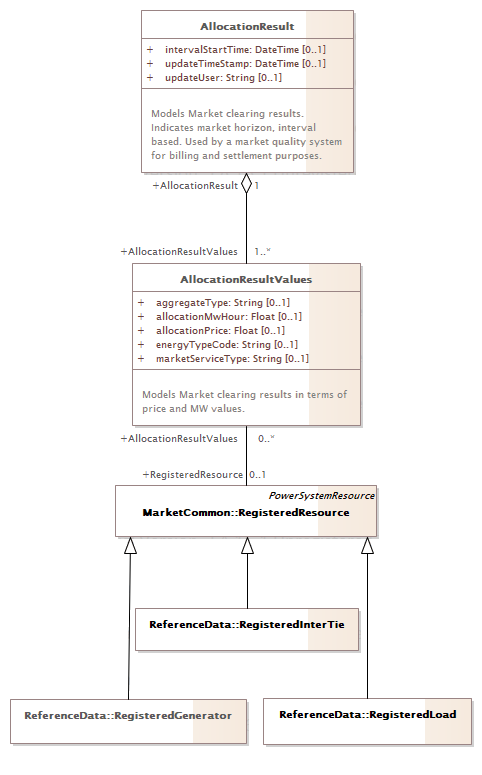 AllocationResult
+ intervalStartTime: DateTime [0..1]
+ updateTimeStamp: DateTime [0..1]
+ updateUser: String [0..1]
Models Market clearing results.
Indicates market horizon, interval
based. Used by a market quality system
for billing and settlement purposes.
+AllocationResult 1
+AllocationResultValues 1..*
AllocationResultValues
+ aggregateType: String [0..1]
+ allocationMwHour: Float [0..1]
+ allocationPrice: Float [0..1]
+ energyTypeCode: String [0..1]
+ marketServiceType: String [0..1]
Models Market clearing results in terms of
price and MW values.
+AllocationResultValues 0..*
+RegisteredResource 0..1
PowerSystemResource
MarketCommon::RegisteredResource
ReferenceData::RegisteredInterTie
ReferenceData::RegisteredGenerator
ReferenceData::RegisteredLoad